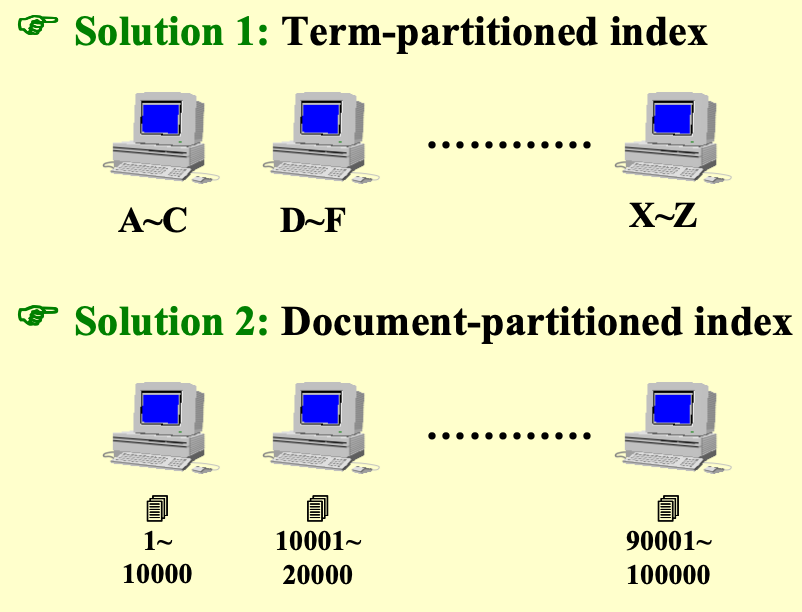 Solution 1: Term-partitioned index
............
A~C D~F X~Z
Solution 2: Document-partitioned index
............
1~ 10001~ 90001~
10000 20000 100000